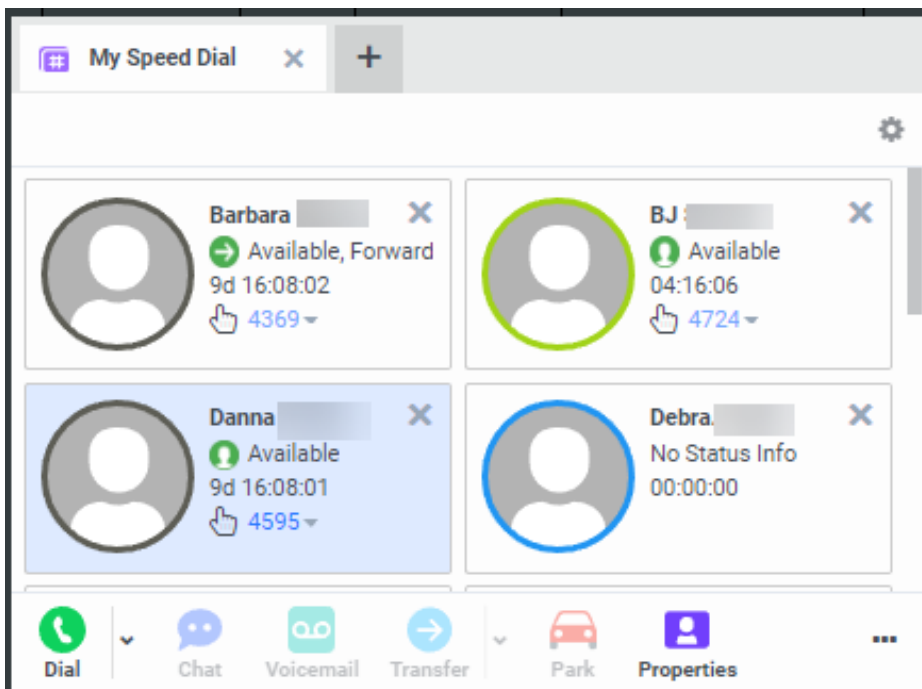 My Speed Dial
Barbara
Available, Forward
9d 16:08:02
4369
BJ
Available
04:16:06
4724
Danna
Available
9d 16:08:01
4595
Debra
No Status Info
00:00:00
Dial
Chat
Voicemail
Transfer
Park
Properties